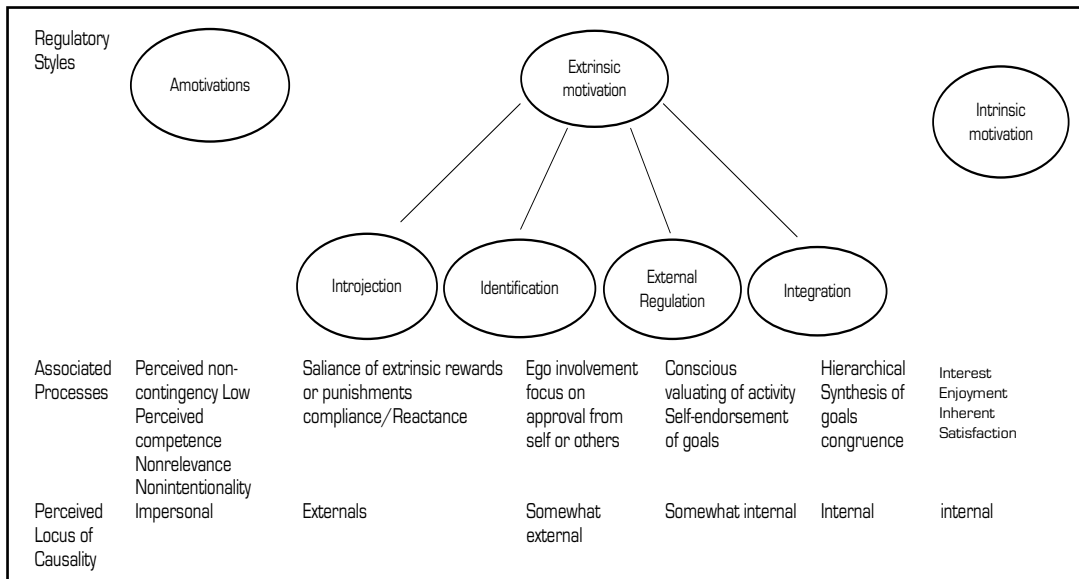 Regulatory
Styles
Amotivations
Extrinsic
motivation
Intrinsic
motivation
Introjection
Identification
External
Regulation
Integration
Associated
Processes
Perceived non-
contingency Low
Perceived
competence
Nonrelevance
Nonintentionality
Saliance of extrinsic rewards
or punishments
compliance/Reactance
Ego involvement
focus on
approval from
self or others
Conscious
valuating of activity
Self-endorsement
of goals
Hierarchical
Synthesis of
goals
congruence
Interest
Enjoyment
Inherent
Satisfaction
Perceived
Locus of
Causality
Impersonal
Externals
Somewhat
external
Somewhat internal
Internal
internal